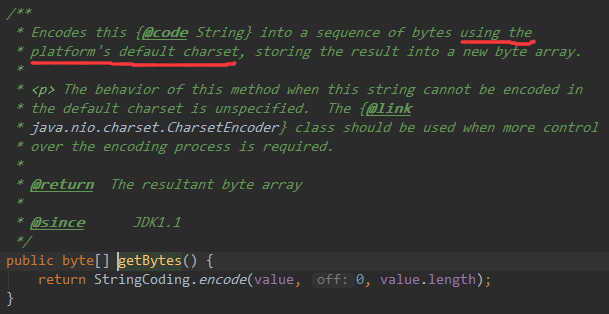 /**
* Encodes this {@code String} into a sequence of bytes using the
* platform's default charset, storing the result into a new byte array.
*
* <p> The behavior of this method when this string cannot be encoded in
* the default charset is unspecified.  The {@link
* java.nio.charset.CharsetEncoder} class should be used when more control
* over the encoding process is required.
*
* @return  The resultant byte array
*
* @since      JDK1.1
*/
public byte[] getBytes() {
    return StringCoding.encode(value, off: 0, value.length);
}